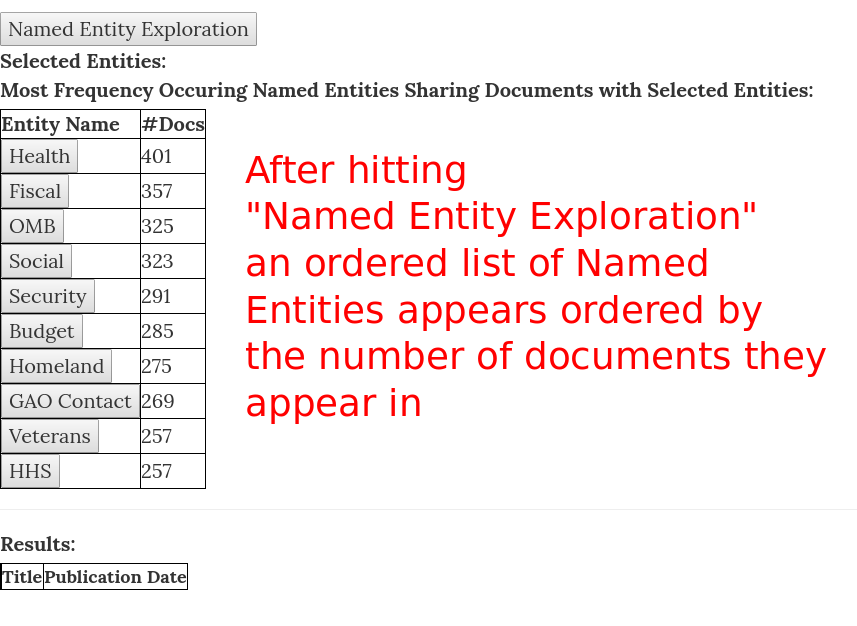 Named Entity Exploration
Selected Entities:
Most Frequency Occuring Named Entities Sharing Documents with Selected Entities:
Entity Name #Docs
Health 401
Fiscal 357
OMB 325
Social 323
Security 291
Budget 285
Homeland 275
GAO Contact 269
Veterans 257
HHS 257
After hitting
"Named Entity Exploration"
an ordered list of Named
Entities appears ordered by
the number of documents they
appear in
Results:
Title Publication Date